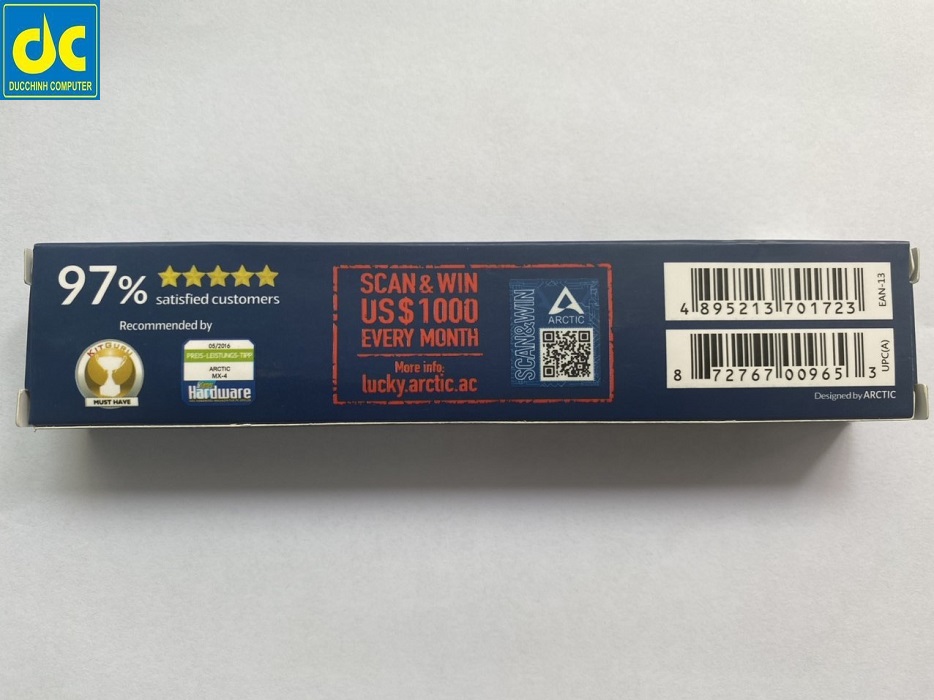 dc
DUCCHINH COMPUTER
97%
satisfied customers
Recommended by
KITGURU
MUST HAVE
05/2016
PREIS-LEISTUNGS-TIPP
ARCTIC
MX-4
Hardware
SCAN & WIN
US$1000
EVERY MONTH
More info:
lucky.arctic.ac
SCAN&WIN
ARCTIC
4 895213 701723
EAN-13
8 72767 00965 3
UPC(A)
Designed by ARCTIC